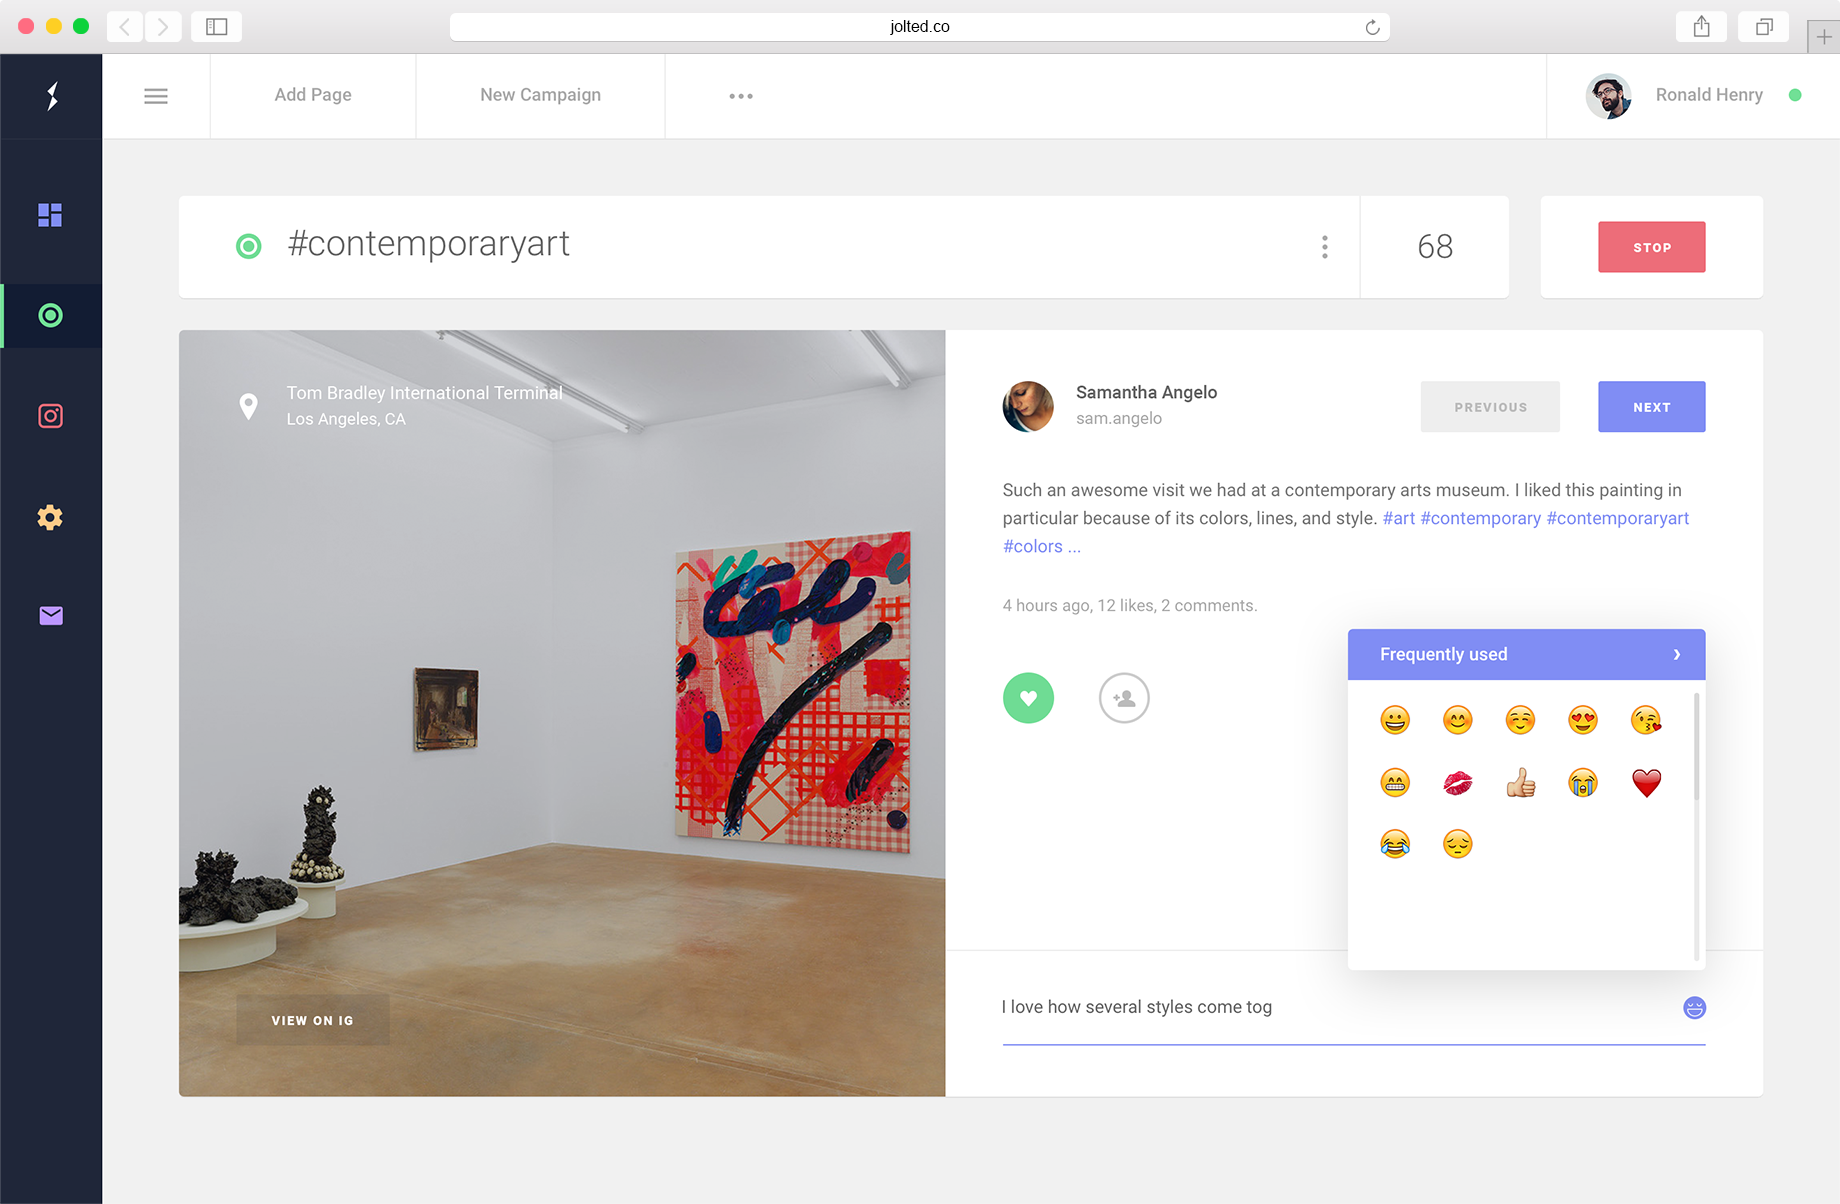 jolted.co
Add Page
New Campaign
Ronald Henry
#contemporaryart
68
STOP
Tom Bradley International Terminal
Los Angeles, CA
VIEW ON IG
Samantha Angelo
sam.angelo
PREVIOUS
NEXT
Such an awesome visit we had at a contemporary arts museum. I liked this painting in
particular because of its colors, lines, and style. #art #contemporary #contemporaryart
#colors ...
4 hours ago, 12 likes, 2 comments.
Frequently used
I love how several styles come tog